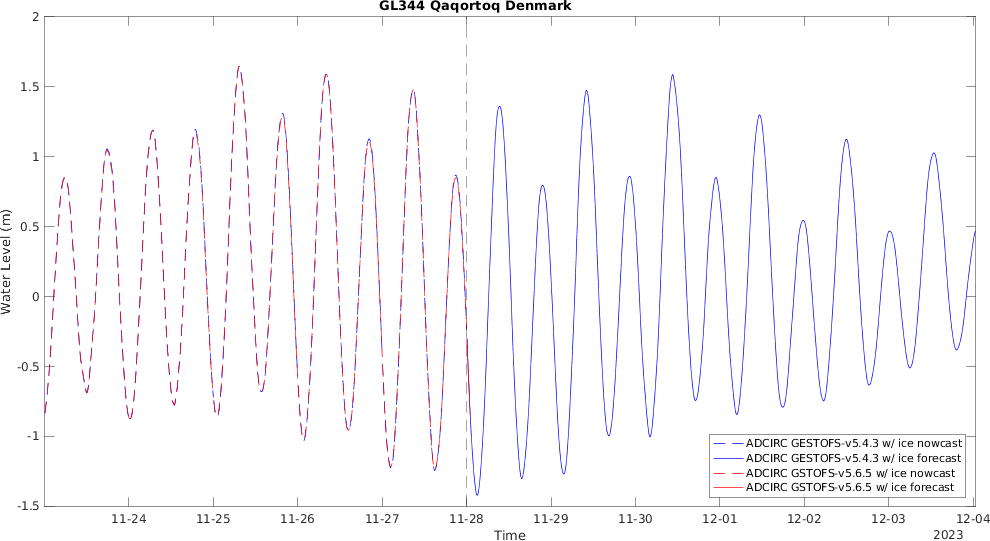 GL344 Qaqortoq Denmark
2
1.5
1
0.5
0
-0.5
-1
-1.5
Water Level (m)
ADCIRC GESTOFS-v5.4.3 w/ ice nowcast
ADCIRC GESTOFS-v5.4.3 w/ ice forecast
ADCIRC GSTOFS-v5.6.5 w/ ice nowcast
ADCIRC GSTOFS-v5.6.5 w/ ice forecast
11-24 11-25 11-26 11-27 11-28 11-29 11-30 12-01 12-02 12-03 12-04
Time
2023